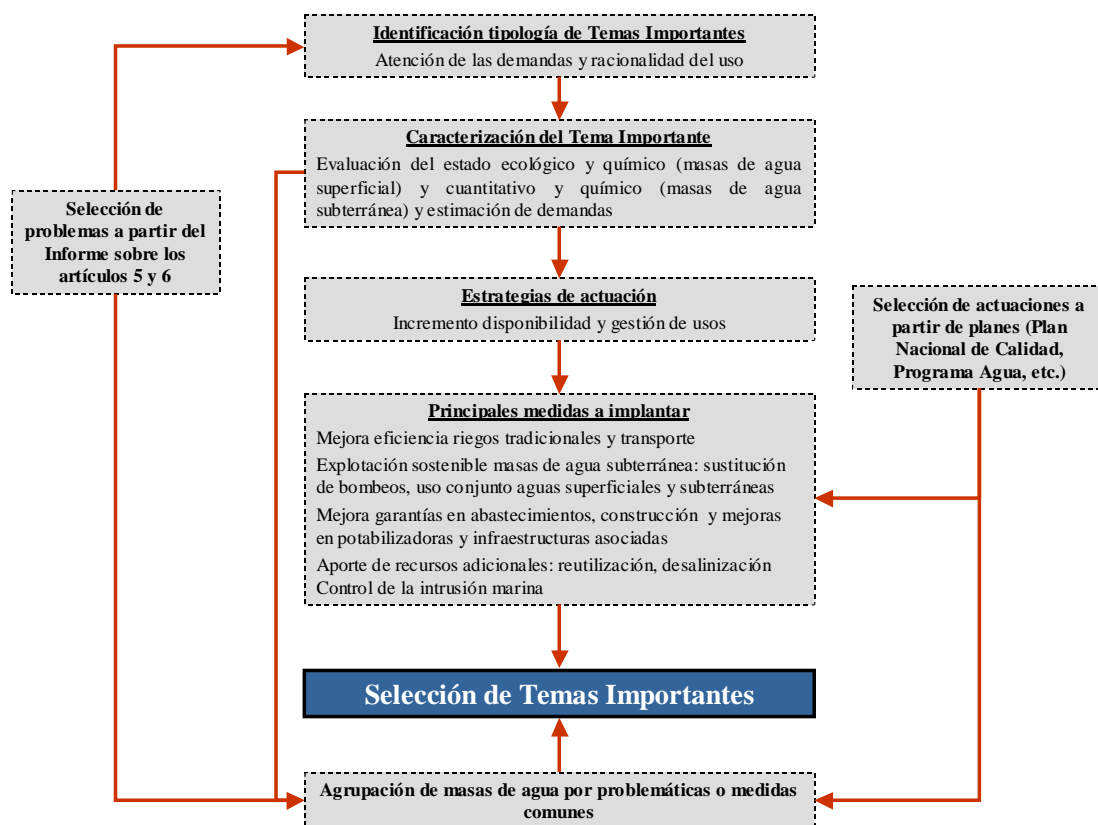 Identificación tipología de Temas Importantes
Atención de las demandas y racionalidad del uso
Caracterización del Tema Importante
Evaluación del estado ecológico y químico (masas de agua
superficial) y cuantitativo y químico (masas de agua
subterránea) y estimación de demandas
Selección de
problemas a partir del
Informe sobre los
artículos 5 y 6
Estrategias de actuación
Incremento disponibilidad y gestión de usos
Selección de actuaciones a
partir de planes (Plan
Nacional de Calidad,
Programa Agua, etc.)
Principales medidas a implantar
Mejora eficiencia riegos tradicionales y transporte
Explotación sostenible masas de agua subterránea: sustitución
de bombeos, uso conjunto aguas superficiales y subterráneas
Mejora garantías en abastecimientos, construcción y mejoras
en potabilizadoras y infraestructuras asociadas
Aporte de recursos adicionales: reutilización, desalinización
Control de la intrusión marina
Selección de Temas Importantes
Agrupación de masas de agua por problemáticas o medidas
comunes